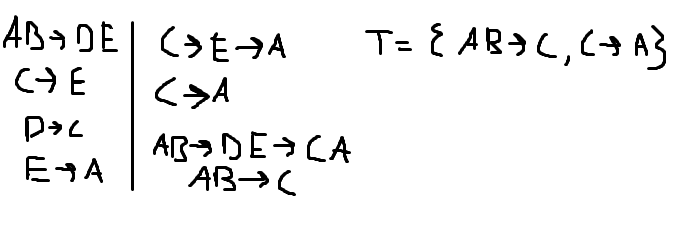 AB→DE
C→E
D→C
E→A
C→E→A
C→A
AB→DE→CA
AB→C
T= { AB→C, C→A}